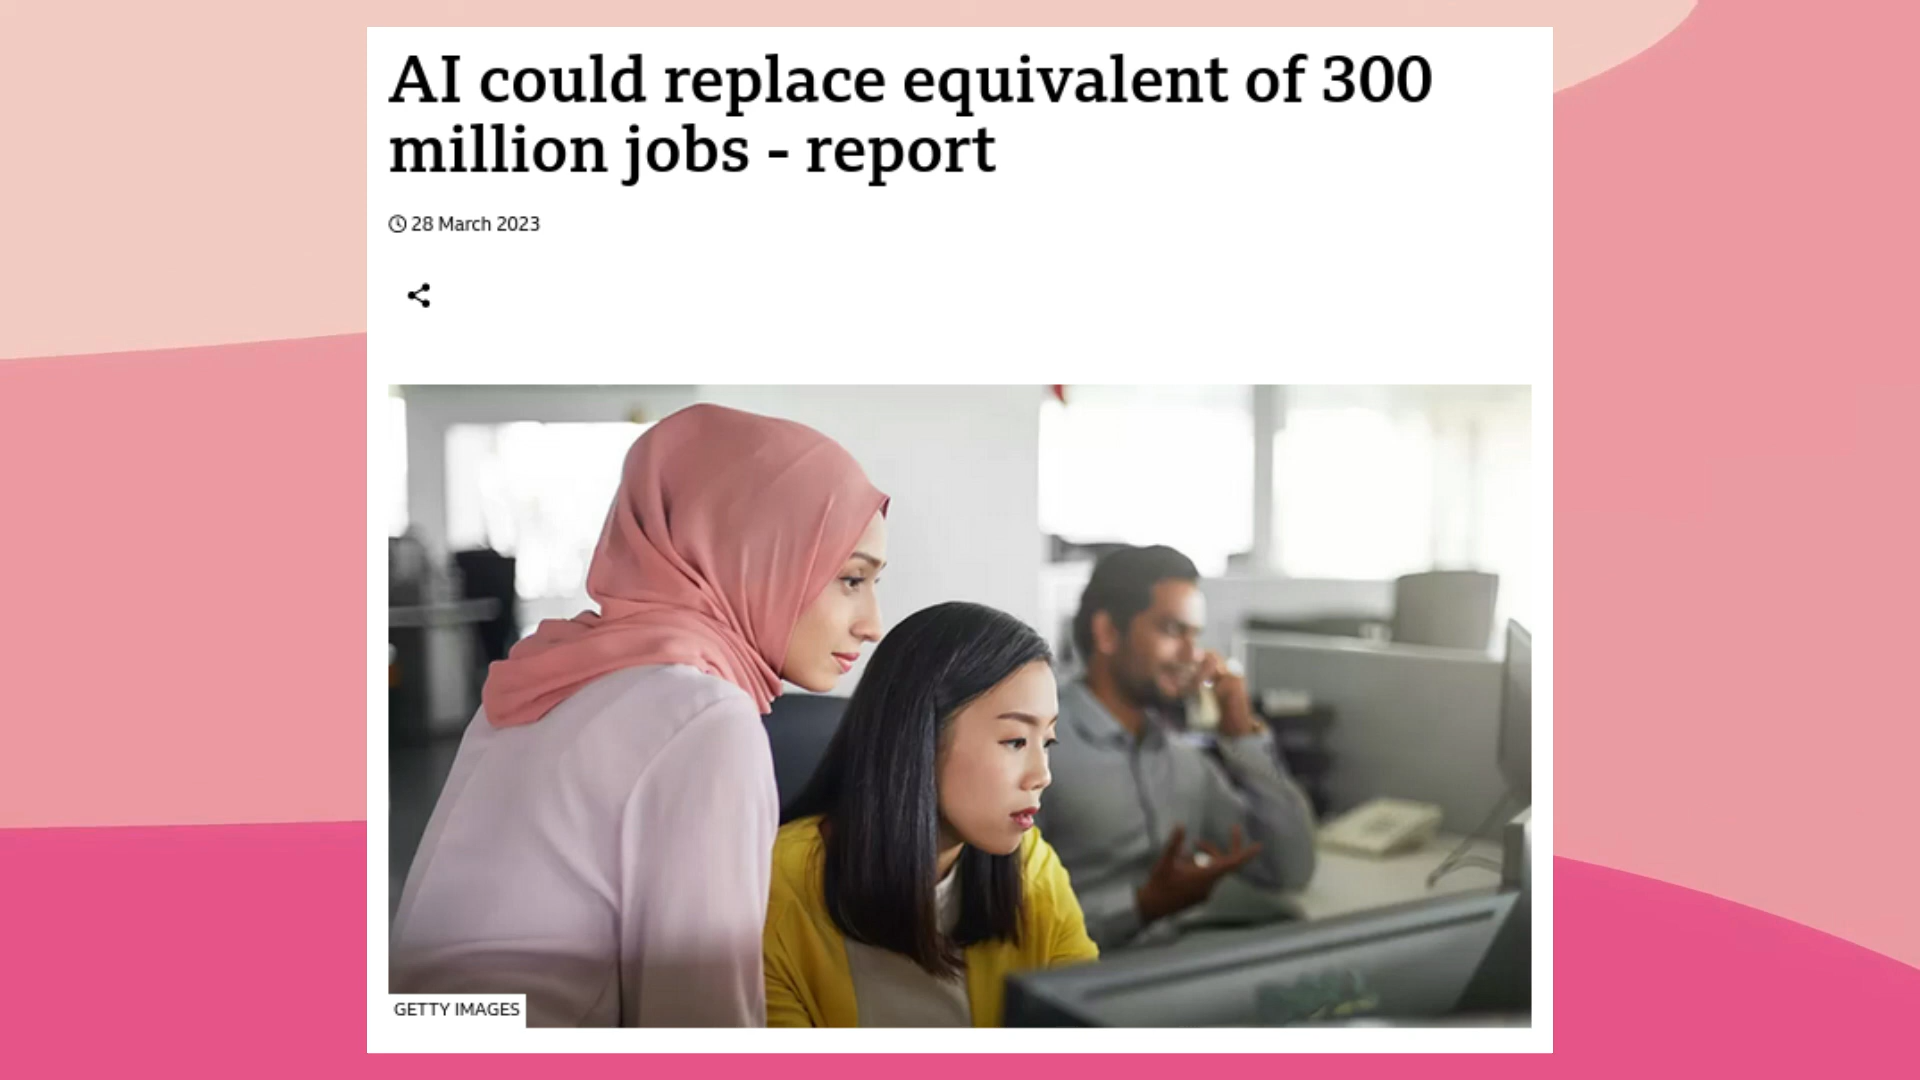 AI could replace equivalent of 300
million jobs - report
28 March 2023
GETTY IMAGES